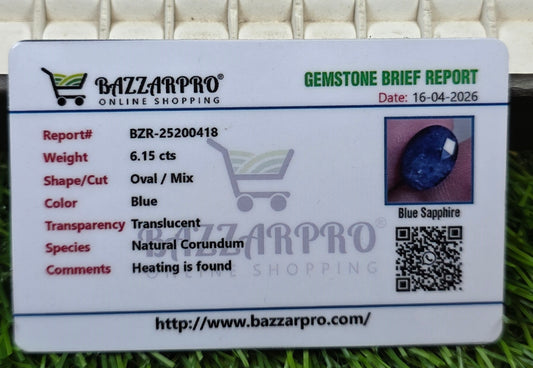 BAZZARPRO®
ONLINE SHOPPING
GEMSTONE BRIEF REPORT
Date: 16-04-2026
Report# BZR-25200418
Weight 6.15 cts
Shape/Cut Oval / Mix
Color Blue
Transparency Translucent
Species Natural Corundum
Comments Heating is found
Blue Sapphire
BAZZARPRO®
ONLINE SHOPPING
http://www.bazzarpro.com/